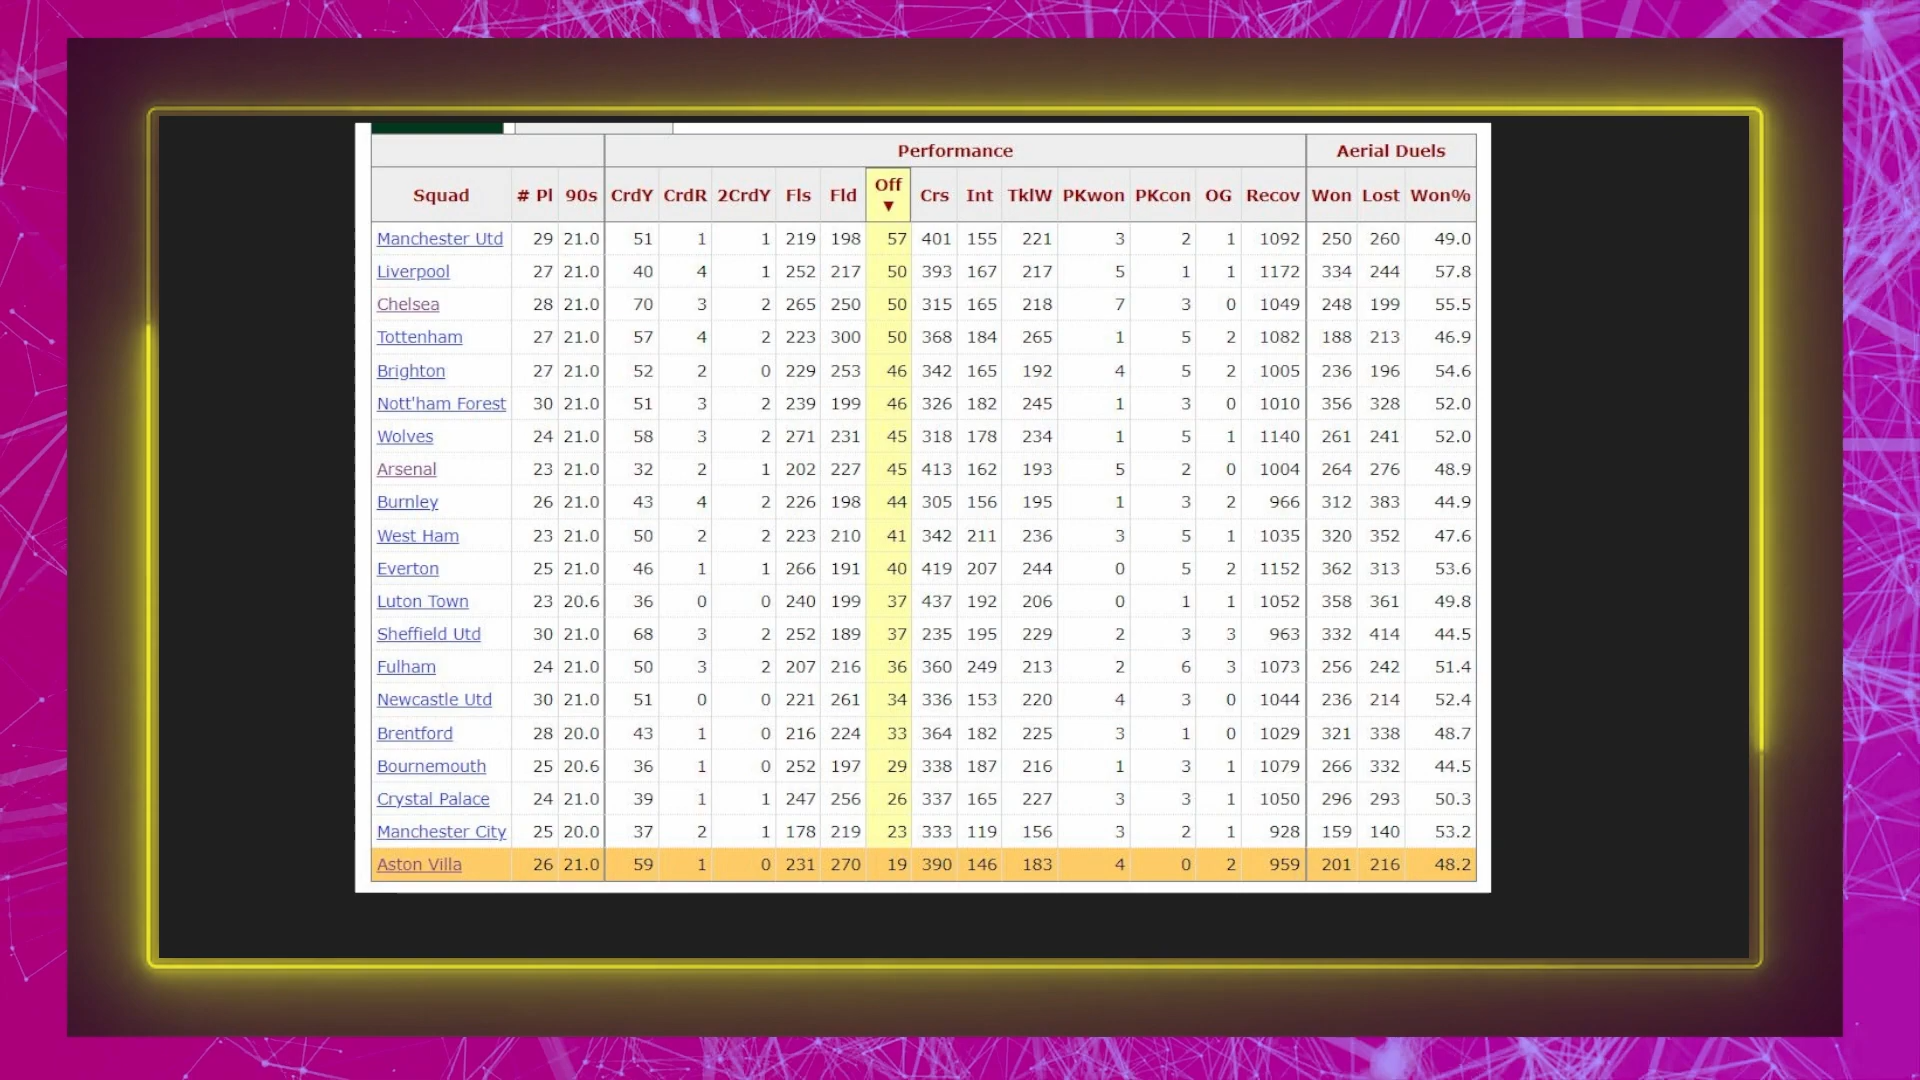 Performance Aerial Duels
Squad # Pl 90s CrdY CrdR 2CrdY Fls Fld Off ▼ Crs Int TklW PKwon PKcon OG Recov Won Lost Won%
Manchester Utd 29 21.0 51 1 1 219 198 57 401 155 221 3 2 1 1092 250 260 49.0
Liverpool 27 21.0 40 4 1 252 217 50 393 167 217 5 1 1 1172 334 244 57.8
Chelsea 28 21.0 70 3 2 265 250 50 315 165 218 7 3 0 1049 248 199 55.5
Tottenham 27 21.0 57 4 2 223 300 50 368 184 265 1 5 2 1082 188 213 46.9
Brighton 27 21.0 52 2 0 229 253 46 342 165 192 4 5 2 1005 236 196 54.6
Nott'ham Forest 30 21.0 51 3 2 239 199 46 326 182 245 1 3 0 1010 356 328 52.0
Wolves 24 21.0 58 3 2 271 231 45 318 178 234 1 5 1 1140 261 241 52.0
Arsenal 23 21.0 32 2 1 202 227 45 413 162 193 5 2 0 1004 264 276 48.9
Burnley 26 21.0 43 4 2 226 198 44 305 156 195 1 3 2 966 312 383 44.9
West Ham 23 21.0 50 2 2 223 210 41 342 211 236 3 5 1 1035 320 352 47.6
Everton 25 21.0 46 1 1 266 191 40 419 207 244 0 5 2 1152 362 313 53.6
Luton Town 23 20.6 36 0 0 240 199 37 437 192 206 0 1 1 1052 358 361 49.8
Sheffield Utd 30 21.0 68 3 2 252 189 37 235 195 229 2 3 3 963 332 414 44.5
Fulham 24 21.0 50 3 2 207 216 36 360 249 213 2 6 3 1073 256 242 51.4
Newcastle Utd 30 21.0 51 0 0 221 261 34 336 153 220 4 3 0 1044 236 214 52.4
Brentford 28 20.0 43 1 0 216 224 33 364 182 225 3 1 0 1029 321 338 48.7
Bournemouth 25 20.6 36 1 0 252 197 29 338 187 216 1 3 1 1079 266 332 44.5
Crystal Palace 24 21.0 39 1 1 247 256 26 337 165 227 3 3 1 1050 296 293 50.3
Manchester City 25 20.0 37 2 1 178 219 23 333 119 156 3 2 1 928 159 140 53.2
Aston Villa 26 21.0 59 1 0 231 270 19 390 146 183 4 0 2 959 201 216 48.2